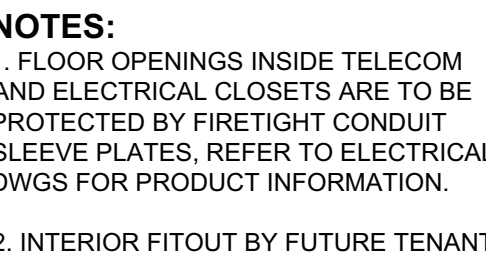 NOTES:
1. FLOOR OPENINGS INSIDE TELECOM
AND ELECTRICAL CLOSETS ARE TO BE
PROTECTED BY FIRETIGHT CONDUIT
SLEEVE PLATES, REFER TO ELECTRICAL
DWGS FOR PRODUCT INFORMATION.
2. INTERIOR FITOUT BY FUTURE TENANT